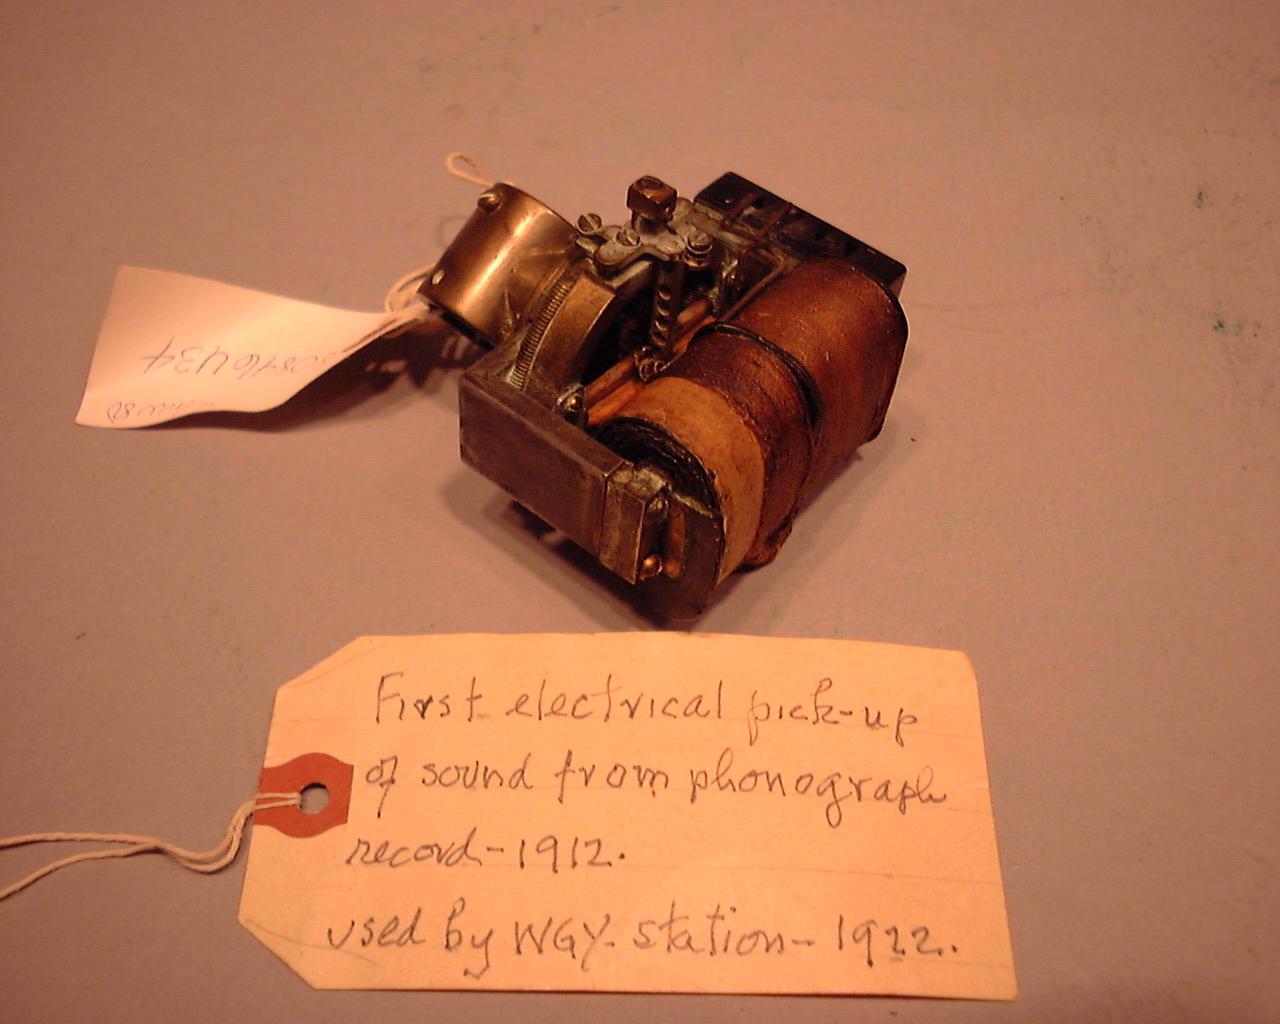 First electrical pick-up
of sound from phonograph
record-1912.
used by WGY-station-1922.